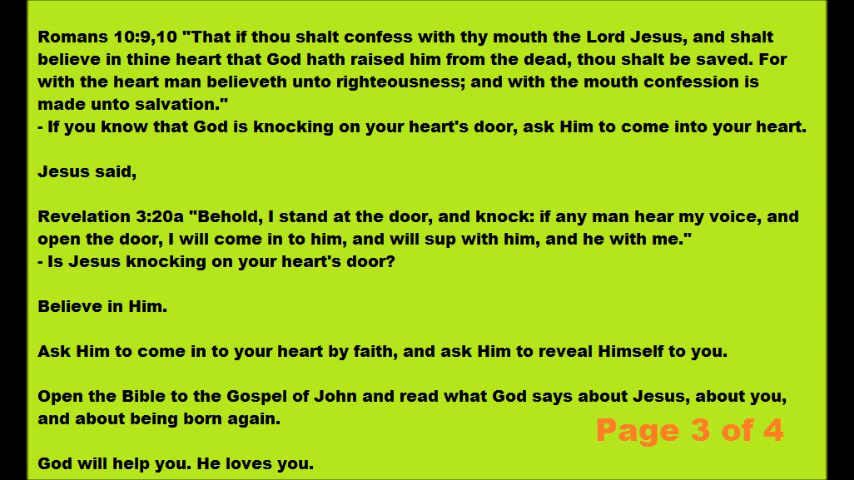 Romans 10:9,10 "That if thou shalt confess with thy mouth the Lord Jesus, and shalt
believe in thine heart that God hath raised him from the dead, thou shalt be saved. For
with the heart man believeth unto righteousness; and with the mouth confession is
made unto salvation."
- If you know that God is knocking on your heart's door, ask Him to come into your heart.
Jesus said,
Revelation 3:20a "Behold, I stand at the door, and knock: if any man hear my voice, and
open the door, I will come in to him, and will sup with him, and he with me."
- Is Jesus knocking on your heart's door?
Believe in Him.
Ask Him to come in to your heart by faith, and ask Him to reveal Himself to you.
Open the Bible to the Gospel of John and read what God says about Jesus, about you,
and about being born again.
Page 3 of 4
God will help you. He loves you.